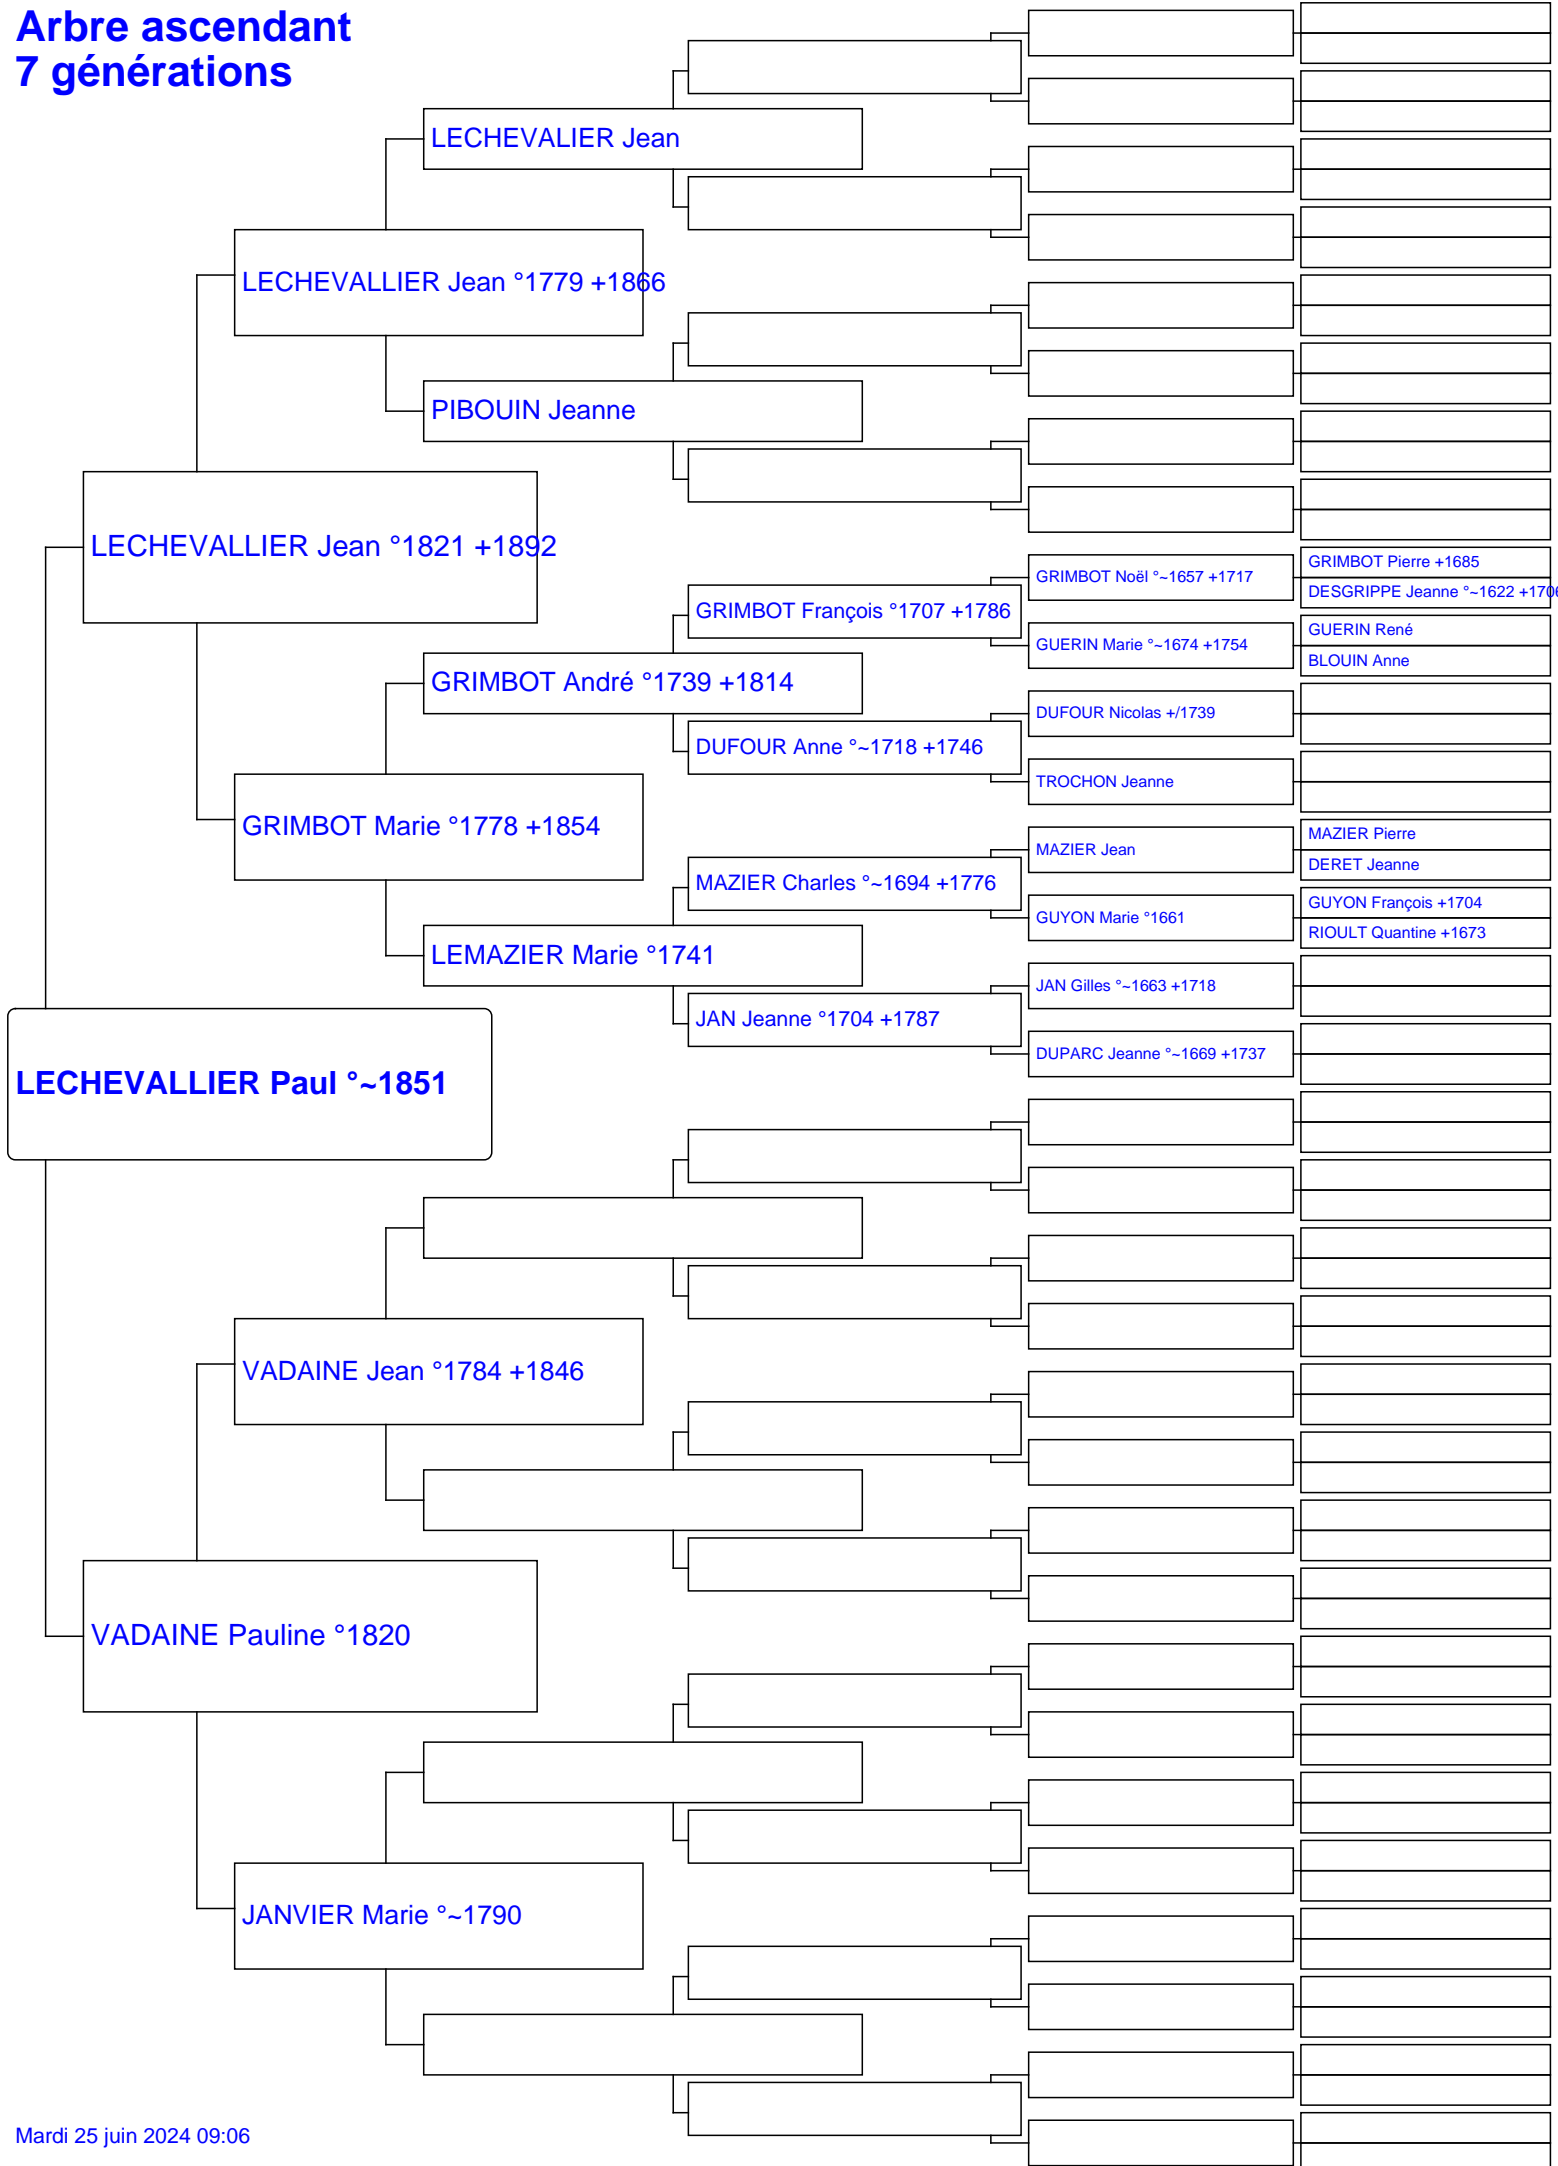 Arbre ascendant
7 générations
LECHEVALIER Jean
LECHEVALLIER Jean °1779 +1866
PIBOUIN Jeanne
LECHEVALLIER Jean °1821 +1892
GRIMBOT Pierre +1685
GRIMBOT Noël °~1657 +1717
DESGRIPPE Jeanne °~1622 +1706
GRIMBOT François °1707 +1786
GUERIN René
GUERIN Marie °~1674 +1754
BLOUIN Anne
GRIMBOT André °1739 +1814
DUFOUR Nicolas +/1739
DUFOUR Anne °~1718 +1746
TROCHON Jeanne
GRIMBOT Marie °1778 +1854
MAZIER Pierre
MAZIER Jean
DERET Jeanne
MAZIER Charles °~1694 +1776
GUYON François +1704
GUYON Marie °1661
RIOULT Quantine +1673
LEMAZIER Marie °1741
JAN Gilles °~1663 +1718
JAN Jeanne °1704 +1787
DUPARC Jeanne °~1669 +1737
LECHEVALLIER Paul °~1851
VADAINE Jean °1784 +1846
VADAINE Pauline °1820
JANVIER Marie °~1790
Mardi 25 juin 2024 09:06